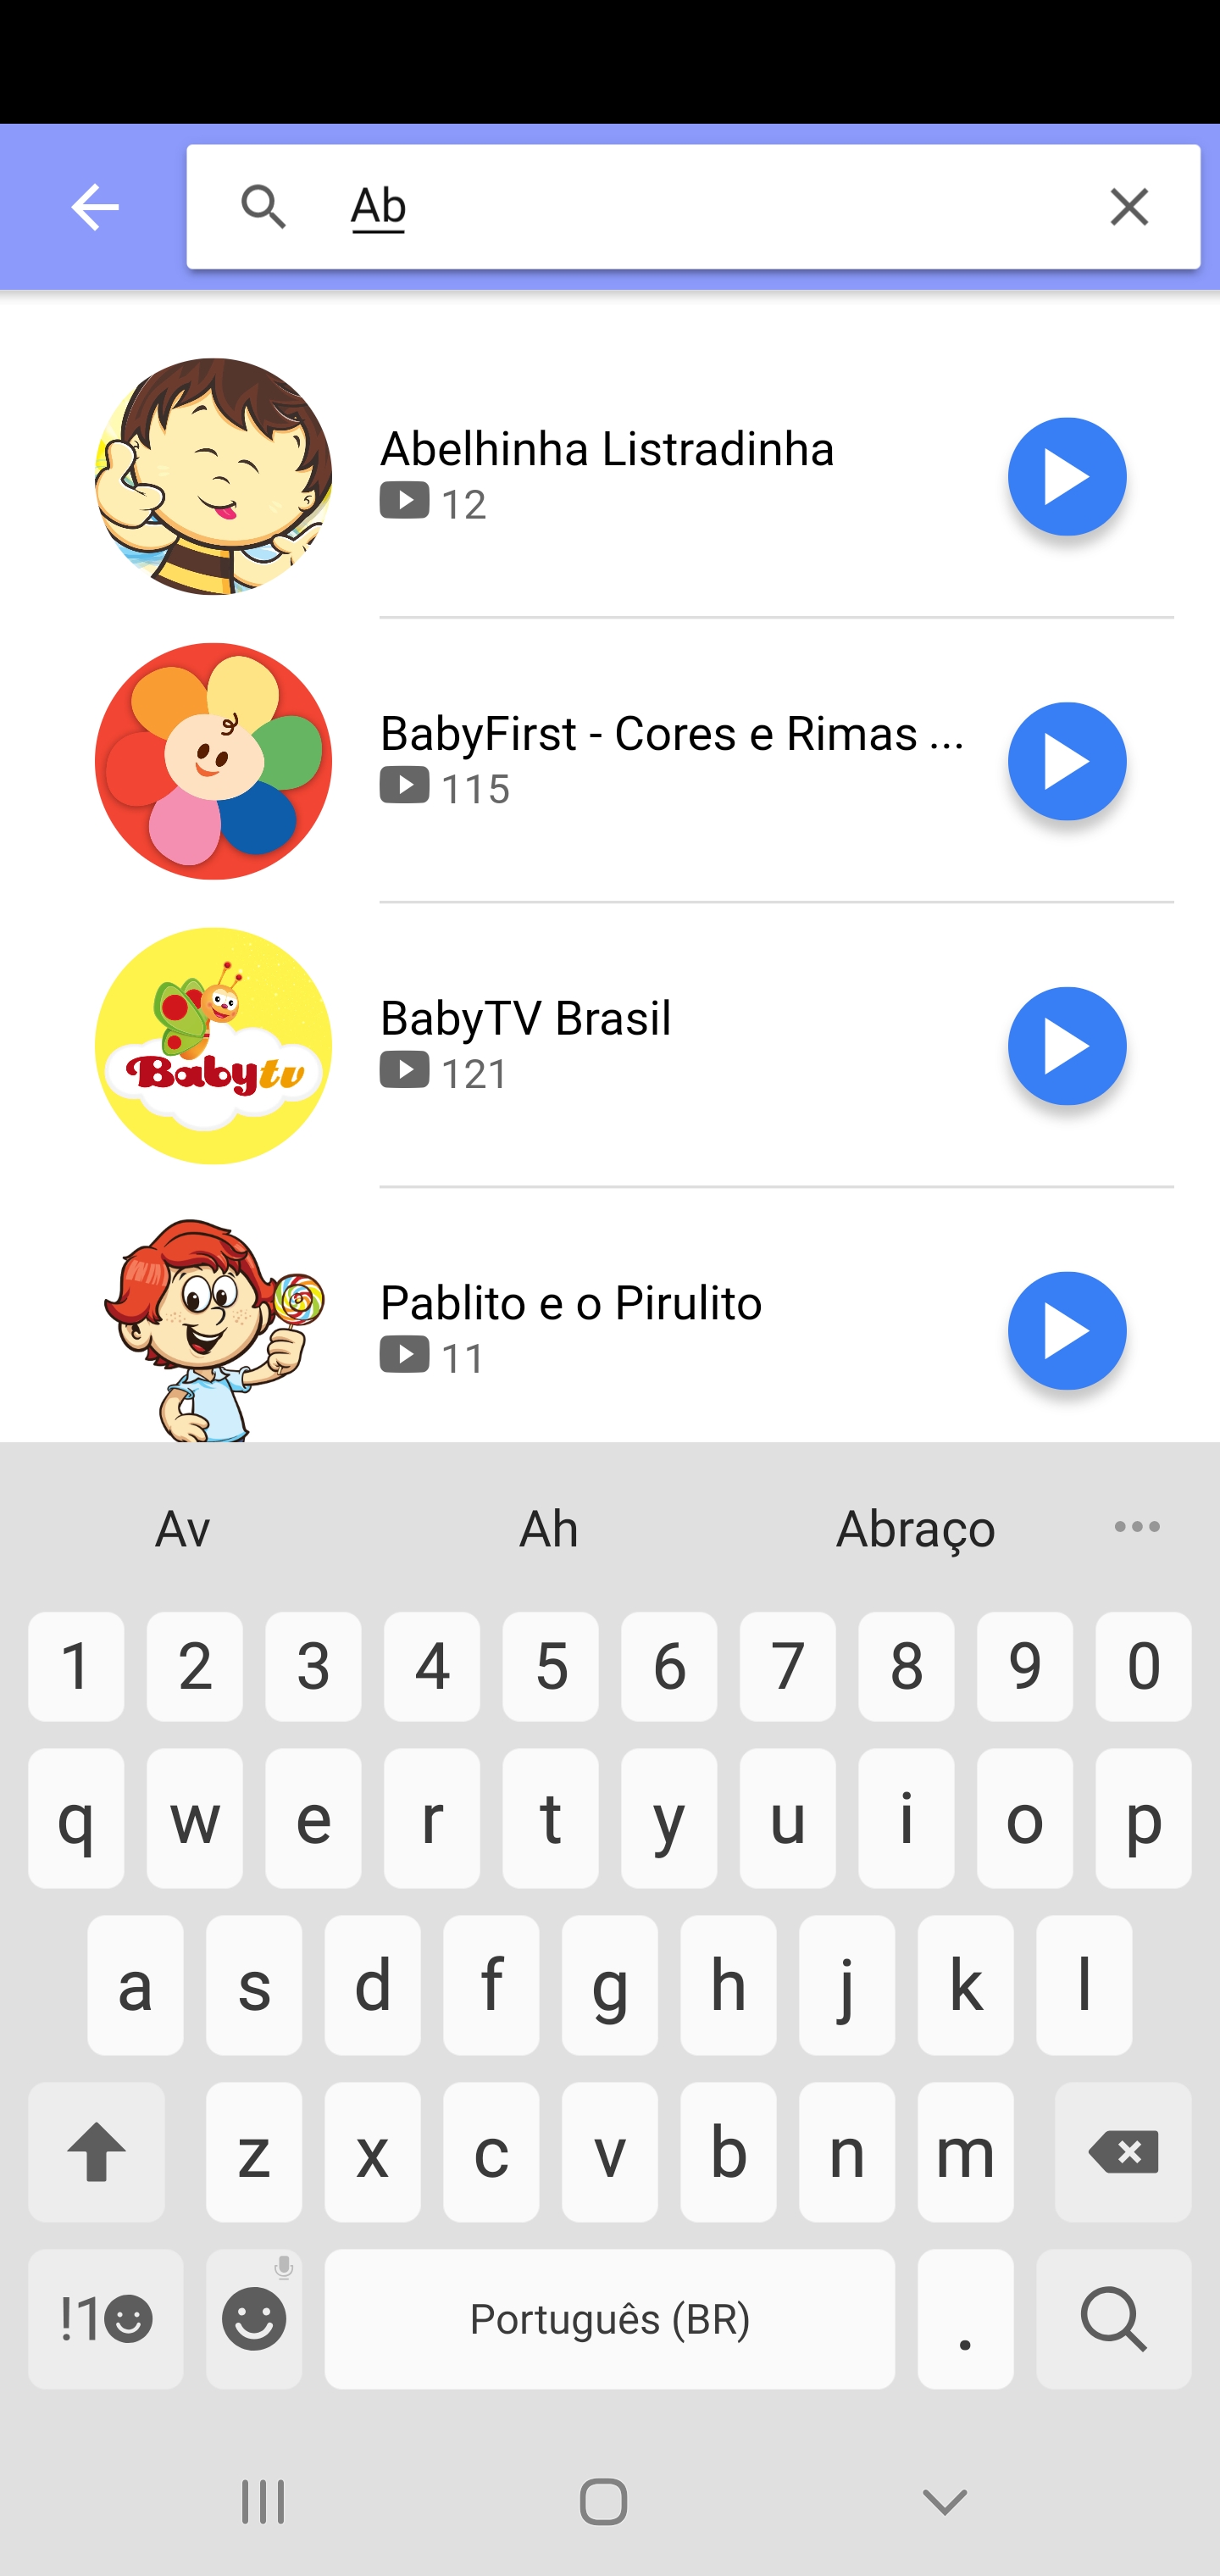 Ab
Abelhinha Listradinha
12
BabyFirst - Cores e Rimas ...
115
Babytv
BabyTV Brasil
121
Pablito e o Pirulito
11
Av Ah Abraço
1 2 3 4 5 6 7 8 9 0
q w e r t y u i o p
a s d f g h j k l
z x c v b n m
!1 Português (BR) .